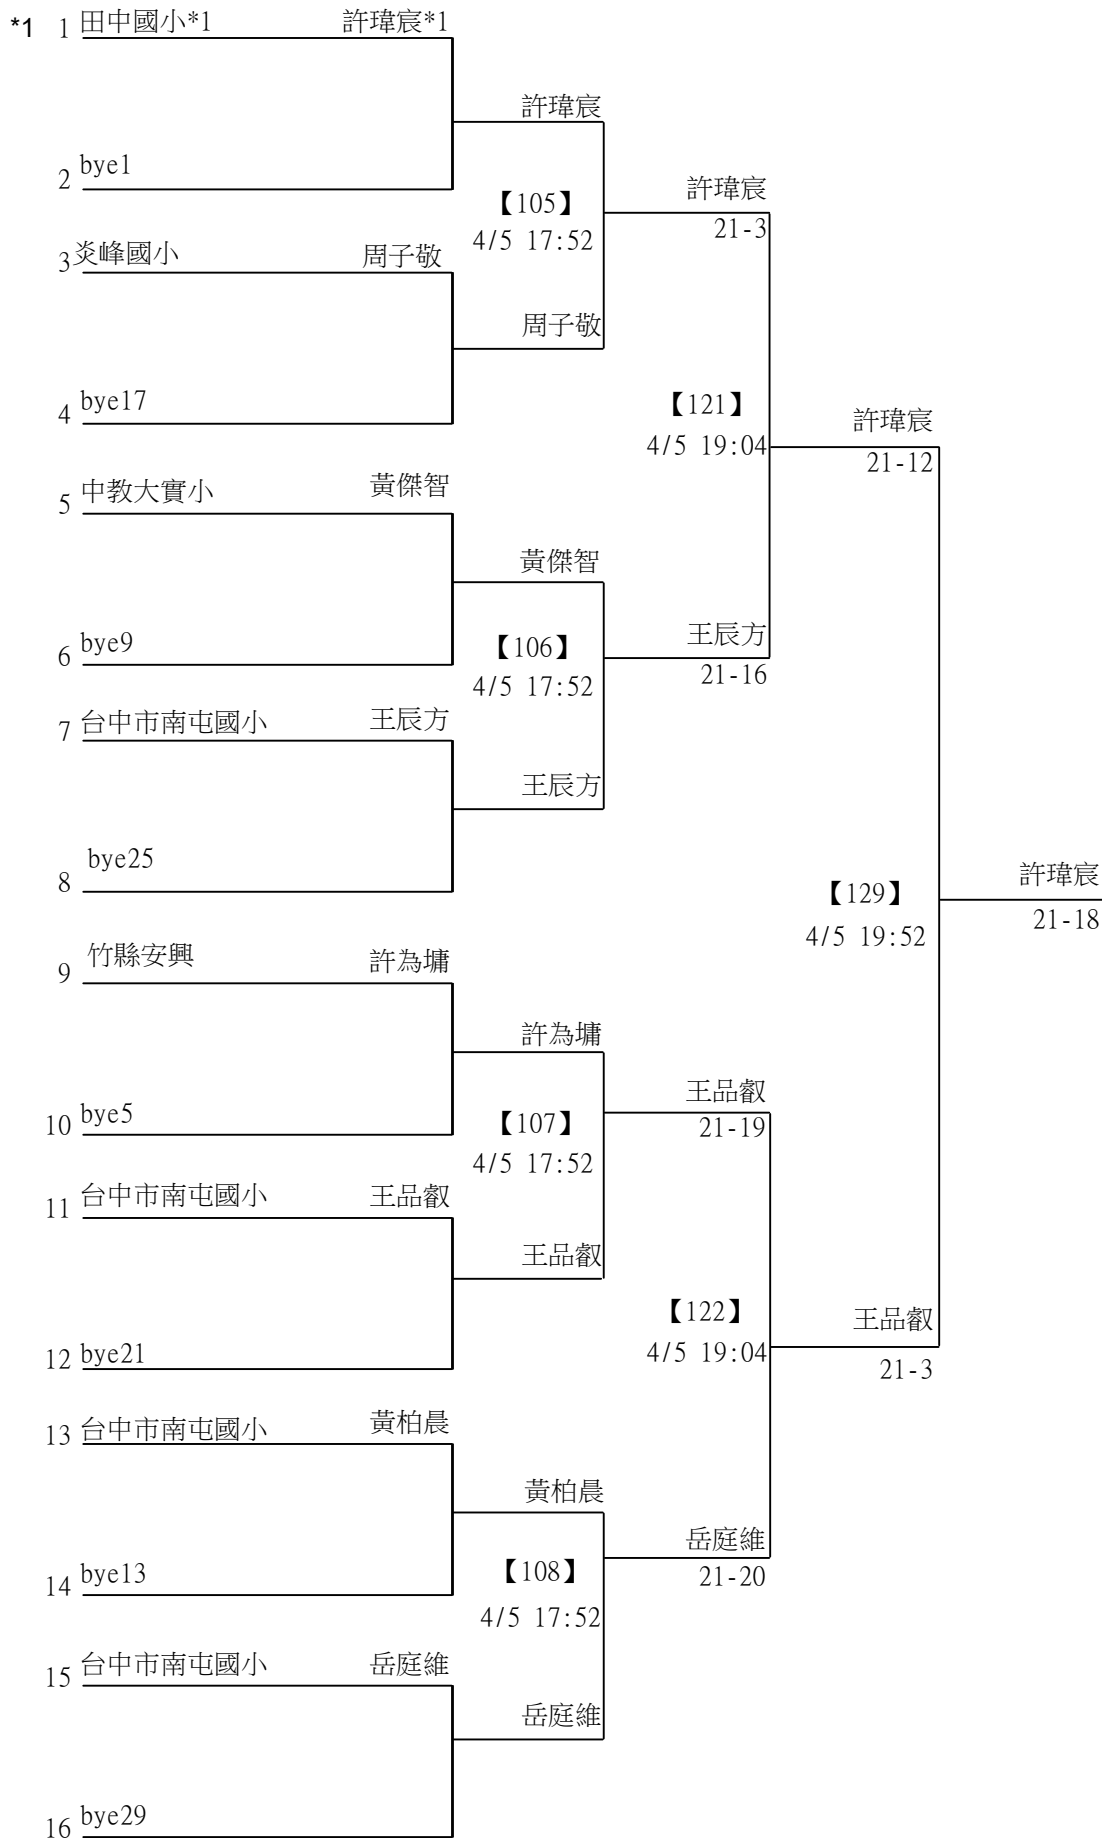 *1 1 田中國小*1 許瑋宸*1
許瑋宸
2 bye1
【105】
4/5 17:52
許瑋宸
21-3
3 炎峰國小 周子敬
周子敬
4 bye17
【121】
4/5 19:04
許瑋宸
21-12
5 中教大實小 黃傑智
黃傑智
6 bye9
【106】
4/5 17:52
王辰方
21-16
7 台中市南屯國小 王辰方
王辰方
8 bye25
【129】
4/5 19:52
許瑋宸
21-18
9 竹縣安興 許為墉
許為墉
10 bye5
【107】
4/5 17:52
王品叡
21-19
11 台中市南屯國小 王品叡
王品叡
12 bye21
【122】
4/5 19:04
王品叡
21-3
13 台中市南屯國小 黃柏晨
黃柏晨
14 bye13
【108】
4/5 17:52
岳庭維
21-20
15 台中市南屯國小 岳庭維
岳庭維
16 bye29